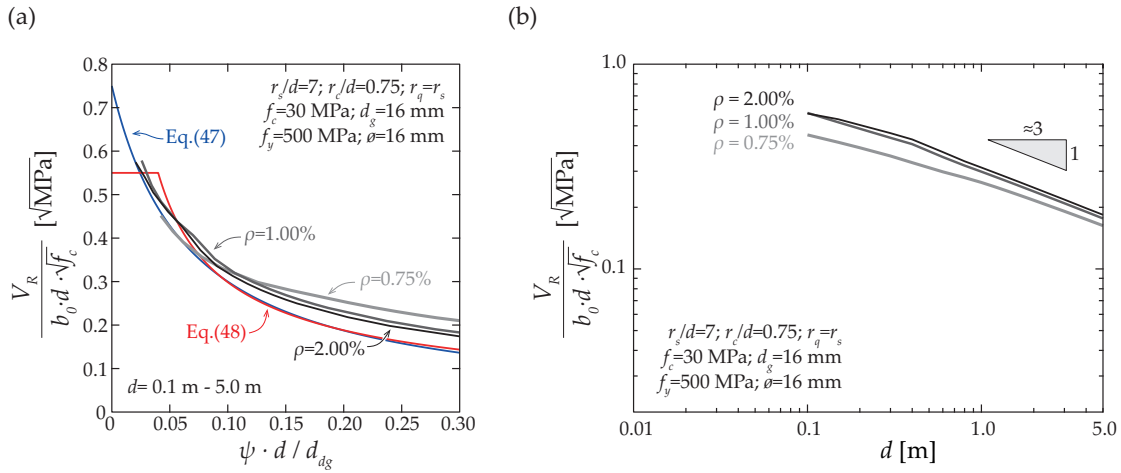 (a)
0.8
0.7
0.6
0.5
0.4
0.3
0.2
0.1
0
V_R / b_0·d·√f_c [√MPa]
r_s/d=7; r_c/d=0.75; r_q=r_s
f_c=30 MPa; d_g=16 mm
f_y=500 MPa; ø=16 mm
Eq.(47)
ρ=1.00%
ρ=0.75%
Eq.(48)
ρ=2.00%
d= 0.1 m - 5.0 m
0 0.05 0.10 0.15 0.20 0.25 0.30
ψ · d / d_dg
(b)
1.0
0.1
V_R / b_0·d·√f_c [√MPa]
ρ = 2.00%
ρ = 1.00%
ρ = 0.75%
≈3
1
r_s/d=7; r_c/d=0.75; r_q=r_s
f_c=30 MPa; d_g=16 mm
f_y=500 MPa; ø=16 mm
0.01 0.1 1.0 5.0
d [m]